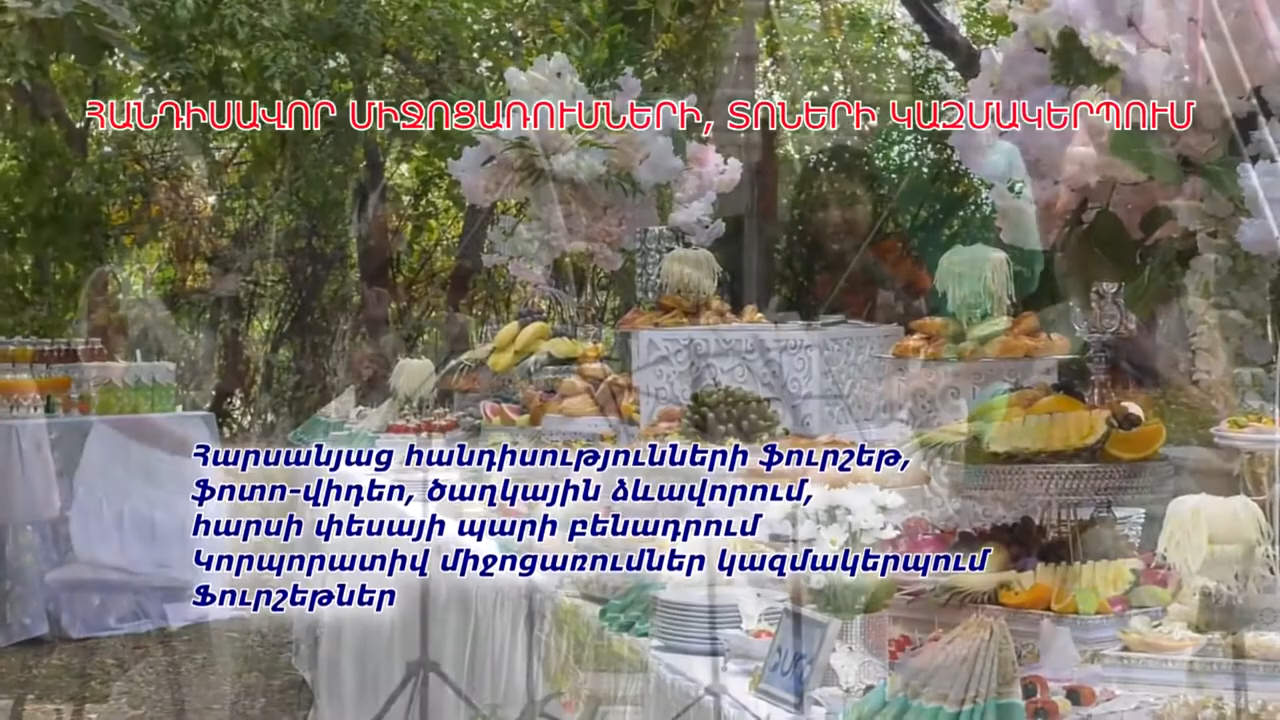 ՀԱՆԴԻՍԱՎՈՐ ՄԻՋՈՑԱՌՈՒՄՆԵՐԻ, ՏՈՆԵՐԻ ԿԱԶՄԱԿԵՐՊՈՒՄ
Հարսանյաց հանդիսությունների ֆուրշեթ,
ֆոտո-վիդեո, ծաղկային ձևավորում,
հարսի փեսայի պարի բենադրում
Կորպորատիվ միջոցառումներ կազմակերպում
Ֆուրշեթներ